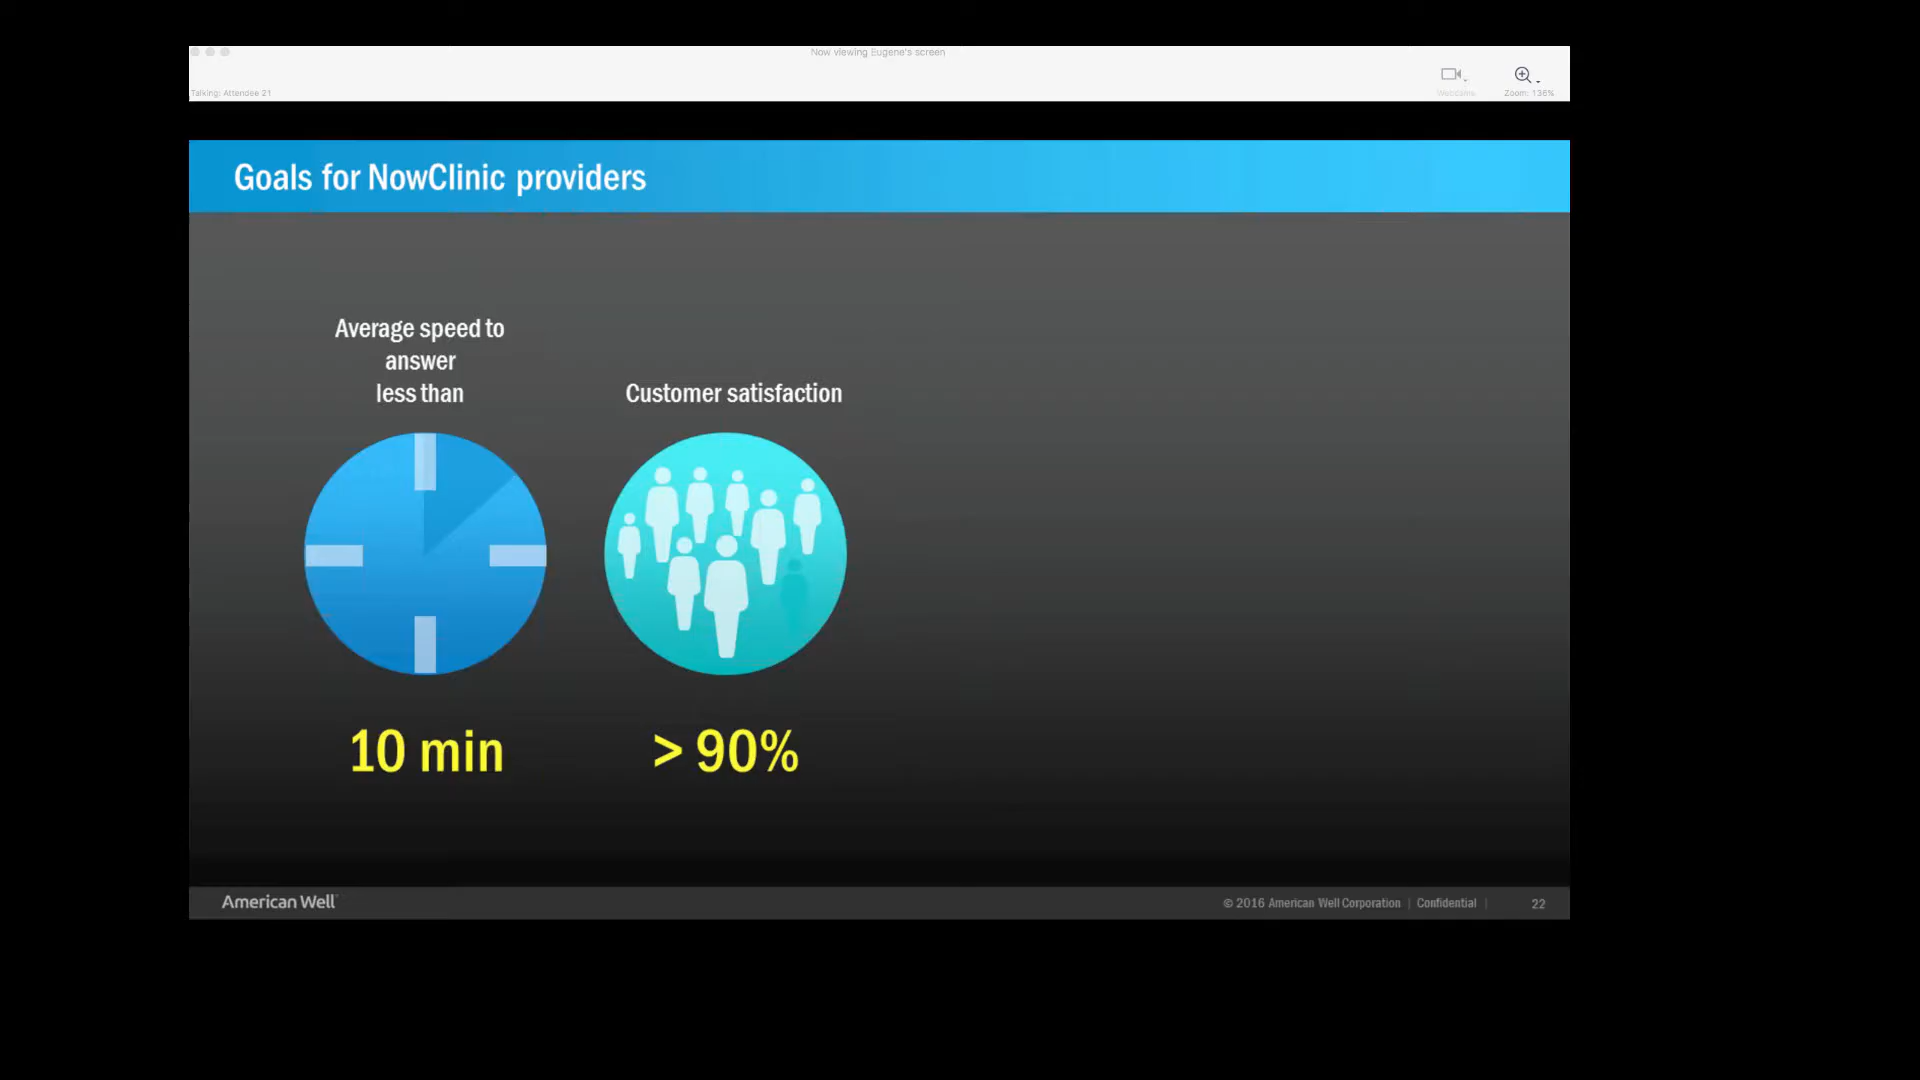 Now viewing Eugene's screen
Talking: Attendee 21
Webcams
Zoom: 136%
Goals for NowClinic providers
Average speed to
answer
less than
Customer satisfaction
10 min
> 90%
American Well
© 2016 American Well Corporation | Confidential |
22